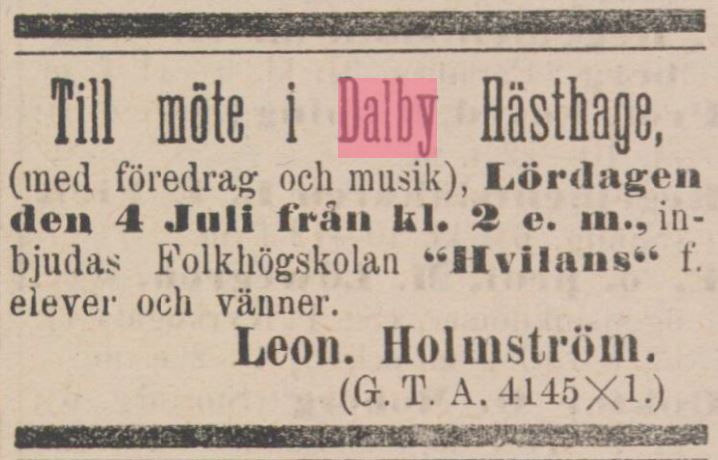 Till möte i Dalby Hästhage,
(med föredrag och musik), Lördagen
den 4 Juli från kl. 2 e. m., in-
bjudas Folkhögskolan “Hvilans“ f.
elever och vänner.
Leon. Holmström.
(G. T. A. 4145×1.)